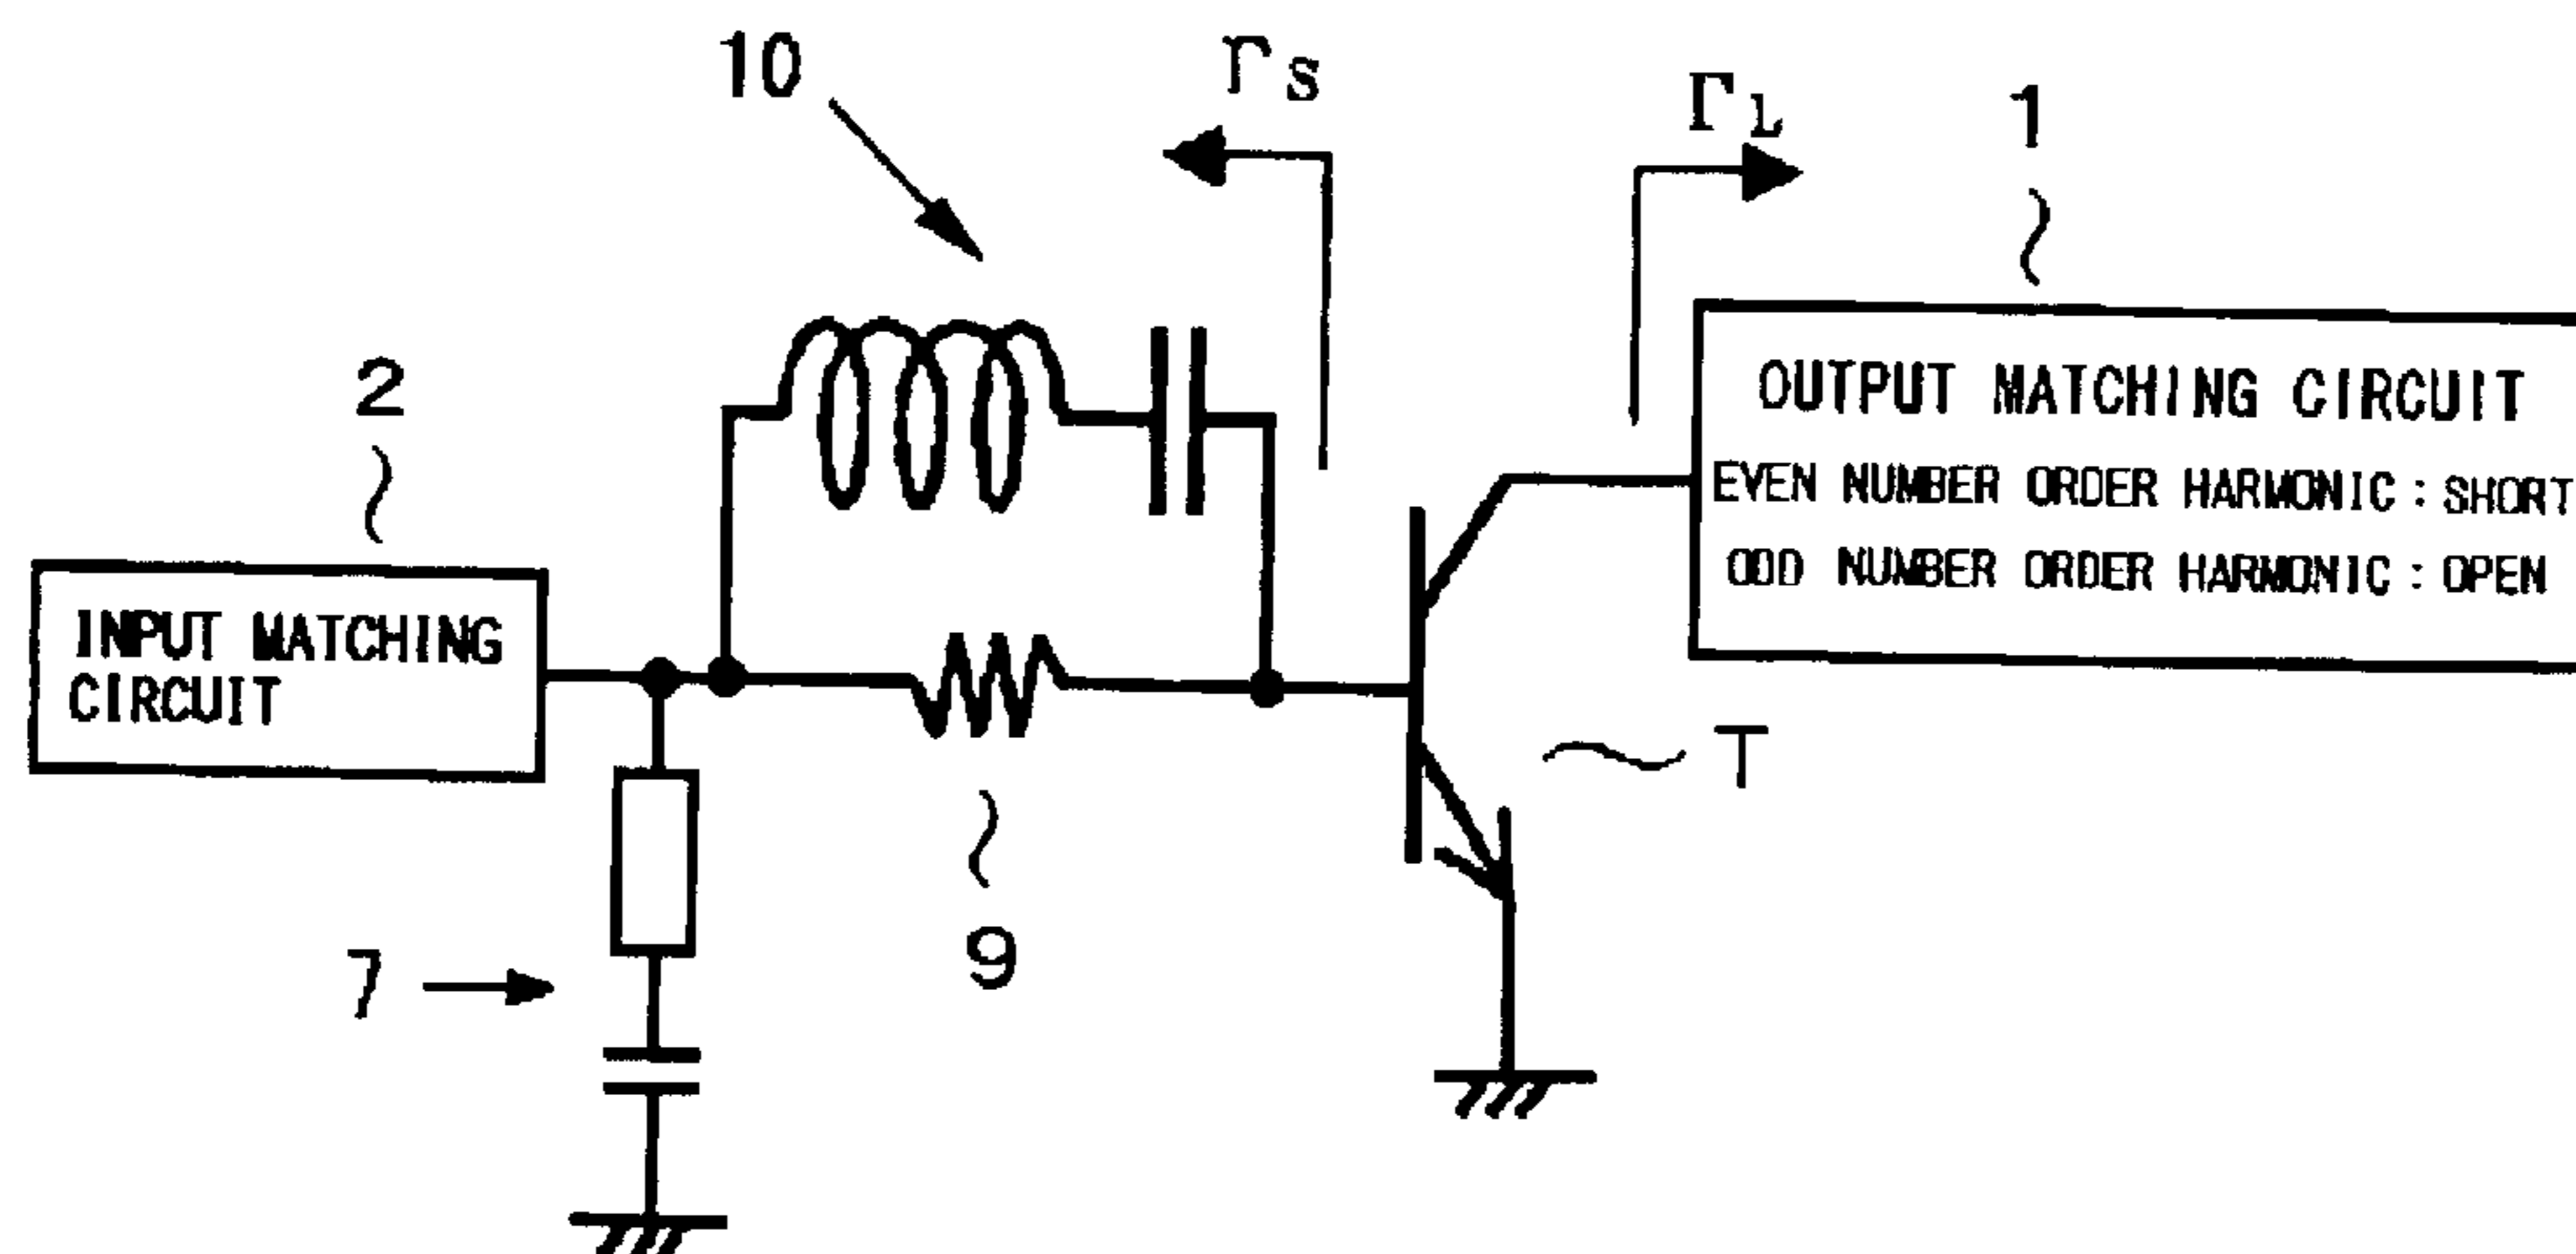 10
ΓS
ΓL
1
2
OUTPUT MATCHING CIRCUIT
EVEN NUMBER ORDER HARMONIC : SHORT
ODD NUMBER ORDER HARMONIC : OPEN
INPUT MATCHING
CIRCUIT
T
9
7